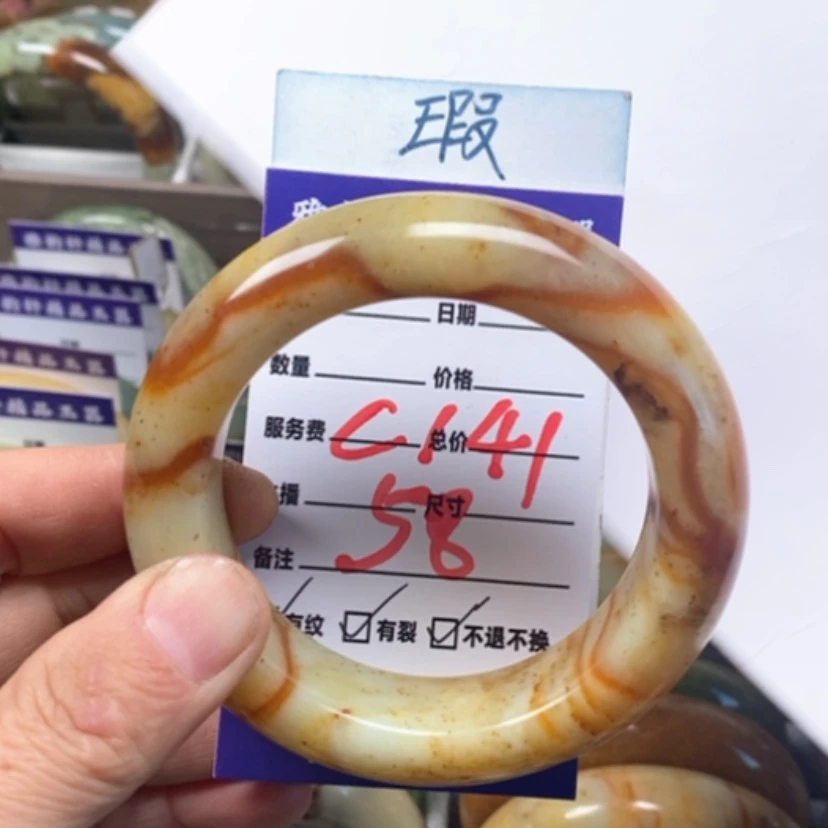 瑕
日期
数量 价格
服务费 C141 总价
播 58 尺寸
备注
有纹 有裂 不退不换